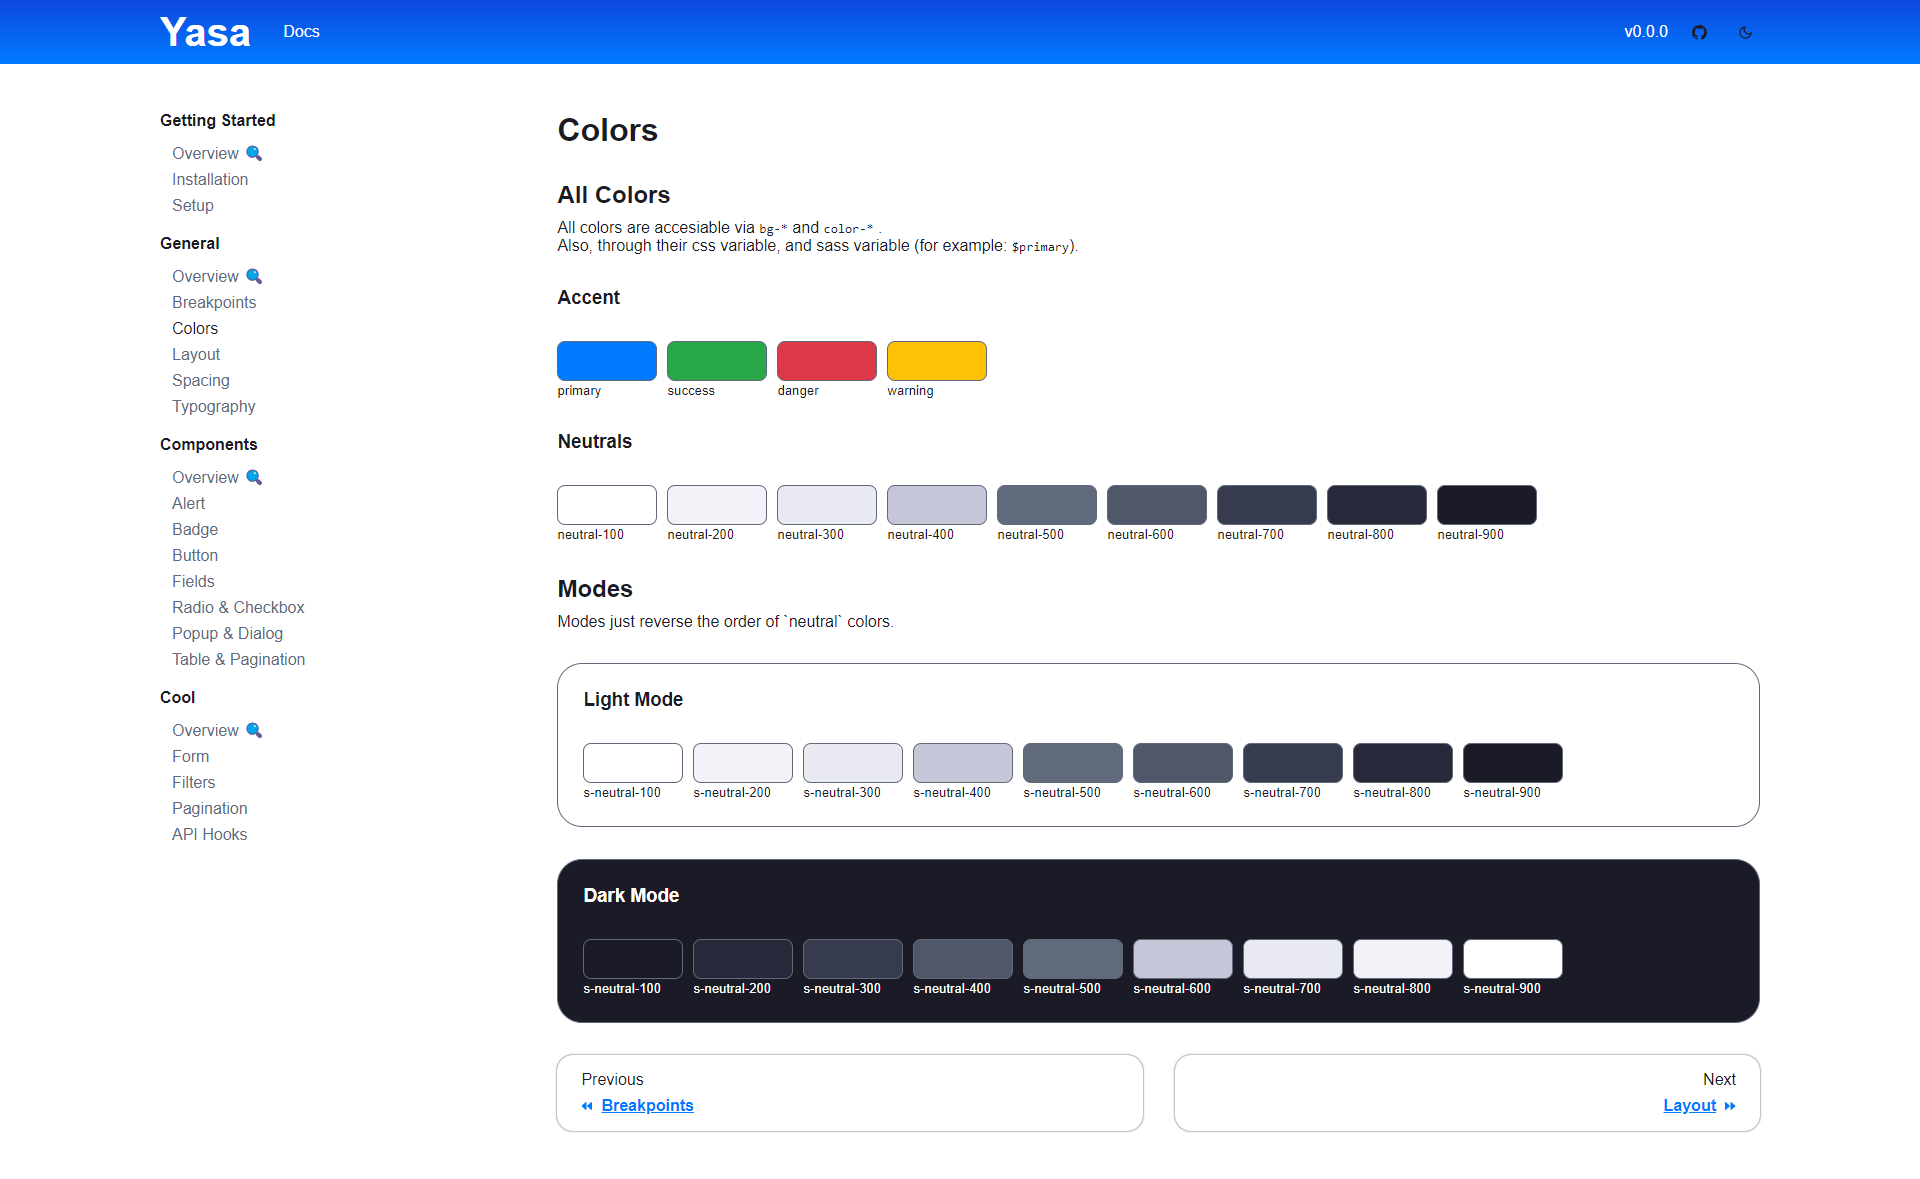 Yasa
Docs
v0.0.0
Getting Started
Overview
Installation
Setup
General
Overview
Breakpoints
Colors
Layout
Spacing
Typography
Components
Overview
Alert
Badge
Button
Fields
Radio & Checkbox
Popup & Dialog
Table & Pagination
Cool
Overview
Form
Filters
Pagination
API Hooks
Colors
All Colors
All colors are accesiable via bg-* and color-* .
Also, through their css variable, and sass variable (for example: $primary).
Accent
primary success danger warning
Neutrals
neutral-100 neutral-200 neutral-300 neutral-400 neutral-500 neutral-600 neutral-700 neutral-800 neutral-900
Modes
Modes just reverse the order of `neutral` colors.
Light Mode
s-neutral-100 s-neutral-200 s-neutral-300 s-neutral-400 s-neutral-500 s-neutral-600 s-neutral-700 s-neutral-800 s-neutral-900
Dark Mode
s-neutral-100 s-neutral-200 s-neutral-300 s-neutral-400 s-neutral-500 s-neutral-600 s-neutral-700 s-neutral-800 s-neutral-900
Previous
Breakpoints
Next
Layout